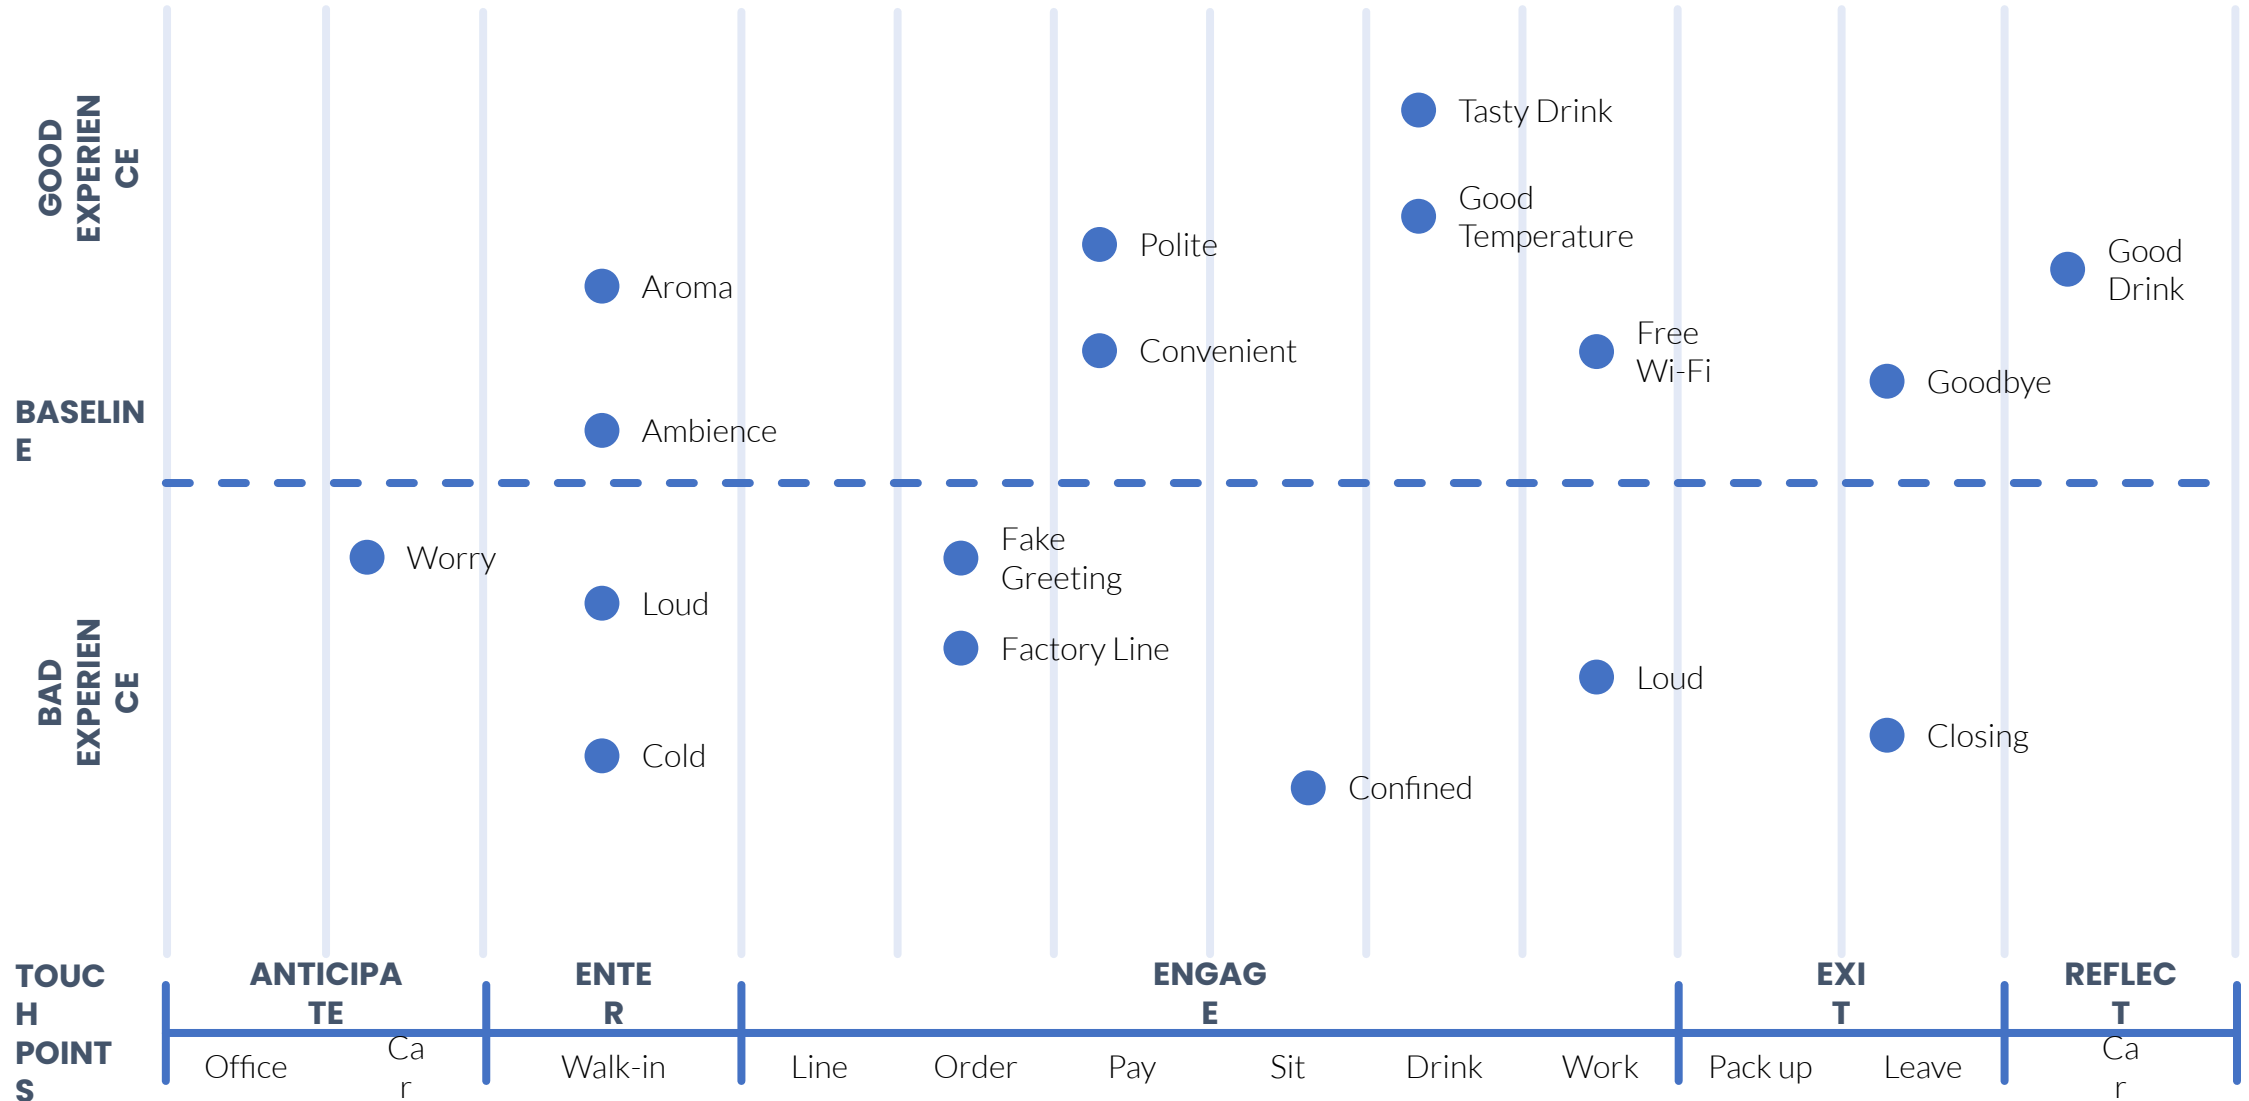 GOOD
EXPERIEN
CE
BASELIN
E
BAD
EXPERIEN
CE
Tasty Drink
Good
Temperature
Polite
Good
Drink
Aroma
Free
Wi-Fi
Convenient
Goodbye
Ambience
Worry
Fake
Greeting
Loud
Factory Line
Loud
Closing
Cold
Confined
TOUC
H
POINT
S
ANTICIPA
TE
ENTE
R
ENGAG
E
EXI
T
REFLEC
T
Office
Ca
r
Walk-in
Line
Order
Pay
Sit
Drink
Work
Pack up
Leave
Ca
r